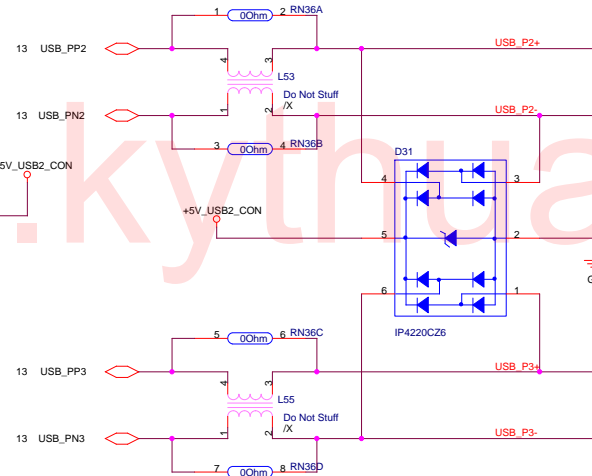 1 0Ohm 2 RN36A
13 USB_PP2 USB_P2+
4 3
L53
Do Not Stuff
/X
1 2
13 USB_PN2 USB_P2-
3 0Ohm 4 RN36B
5V_USB2_CON
D31
4 3
+5V_USB2_CON
5 2
6 1
G
IP4220CZ6
5 0Ohm 6 RN36C
13 USB_PP3 USB_P3+
4 3
L55
Do Not Stuff
/X
1 2
13 USB_PN3 USB_P3-
7 0Ohm 8 RN36D
.kythua